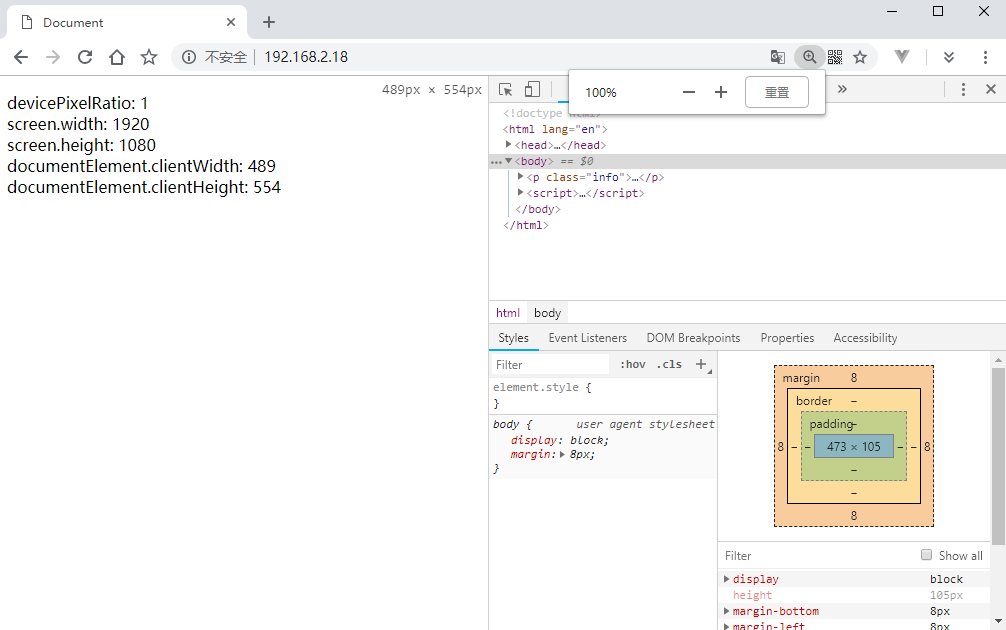 Document
不安全 192.168.2.18
489px × 554px
100% 重置
devicePixelRatio: 1
screen.width: 1920
screen.height: 1080
documentElement.clientWidth: 489
documentElement.clientHeight: 554
<!doctype html>
<html lang="en">
<head>…</head>
<body> == $0
<p class="info">…</p>
<script>…</script>
</body>
</html>
html body
Styles Event Listeners DOM Breakpoints Properties Accessibility
Filter :hov .cls +
element.style {
}
body { user agent stylesheet
display: block;
margin: 8px;
}
margin 8
border –
padding –
8 – – 473 × 105 – – 8
–
–
8
Filter Show all
display block
height 105px
margin-bottom 8px
margin-left 8px